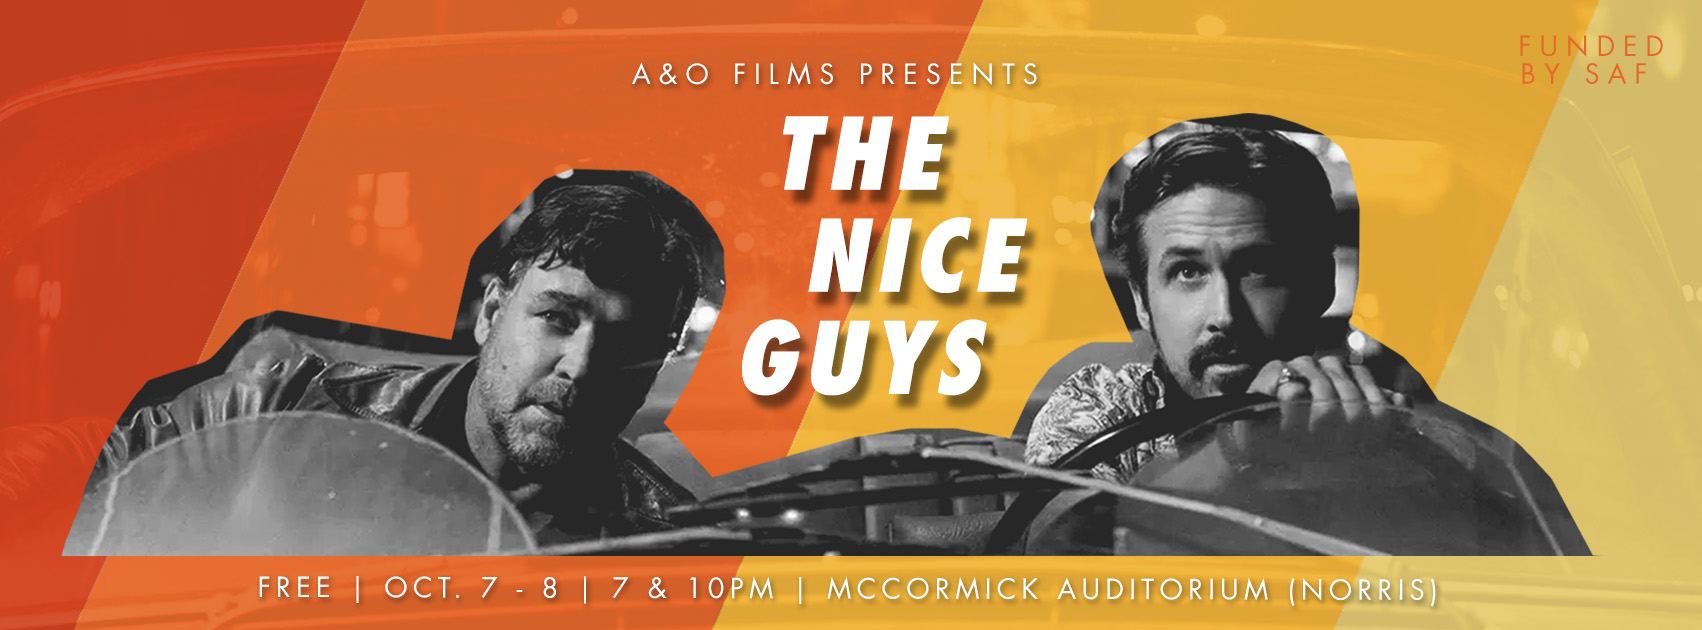 A&O FILMS PRESENTS
FUNDED
BY SAF
THE
NICE
GUYS
FREE | OCT. 7 - 8 | 7 & 10PM | MCCORMICK AUDITORIUM (NORRIS)